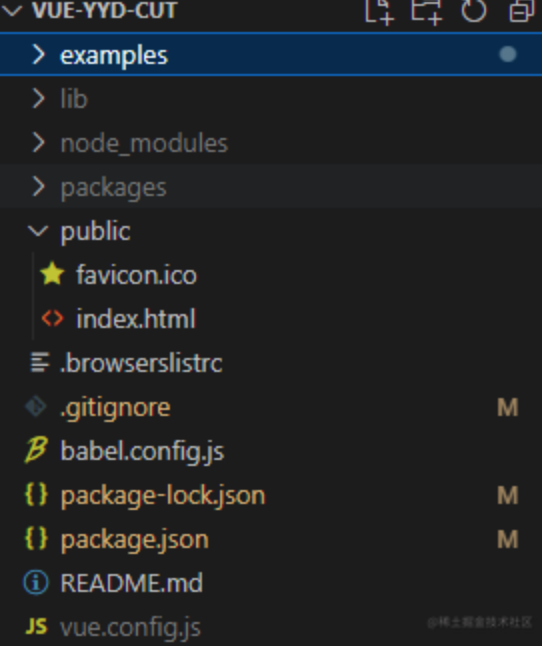 VUE-YYD-CUT
examples
lib
node_modules
packages
public
favicon.ico
index.html
.browserslistrc
.gitignore M
babel.config.js
package-lock.json M
package.json M
README.md
JS vue.config.js
@稀土掘金技术社区